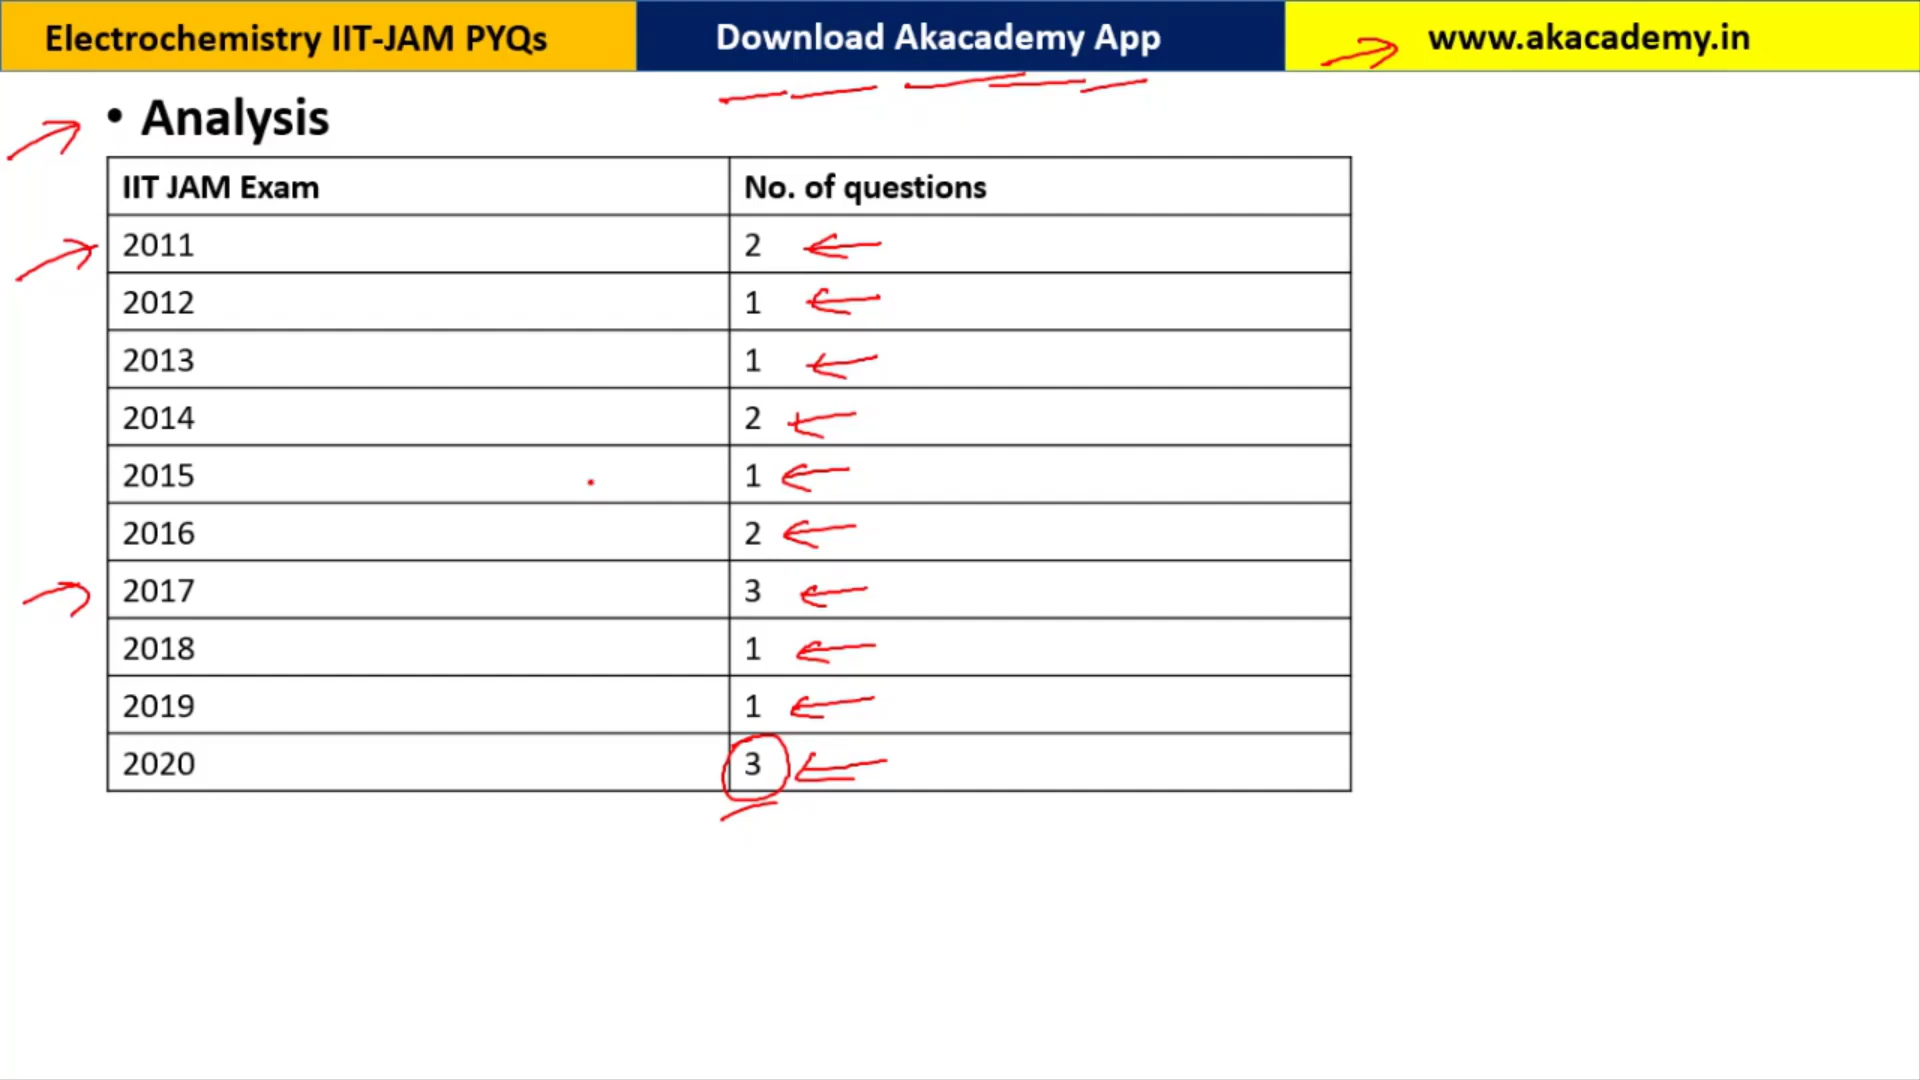 Electrochemistry IIT-JAM PYQs
Download Akacademy App
www.akacademy.in
• Analysis
IIT JAM Exam No. of questions
2011 2
2012 1
2013 1
2014 2
2015 1
2016 2
2017 3
2018 1
2019 1
2020 3